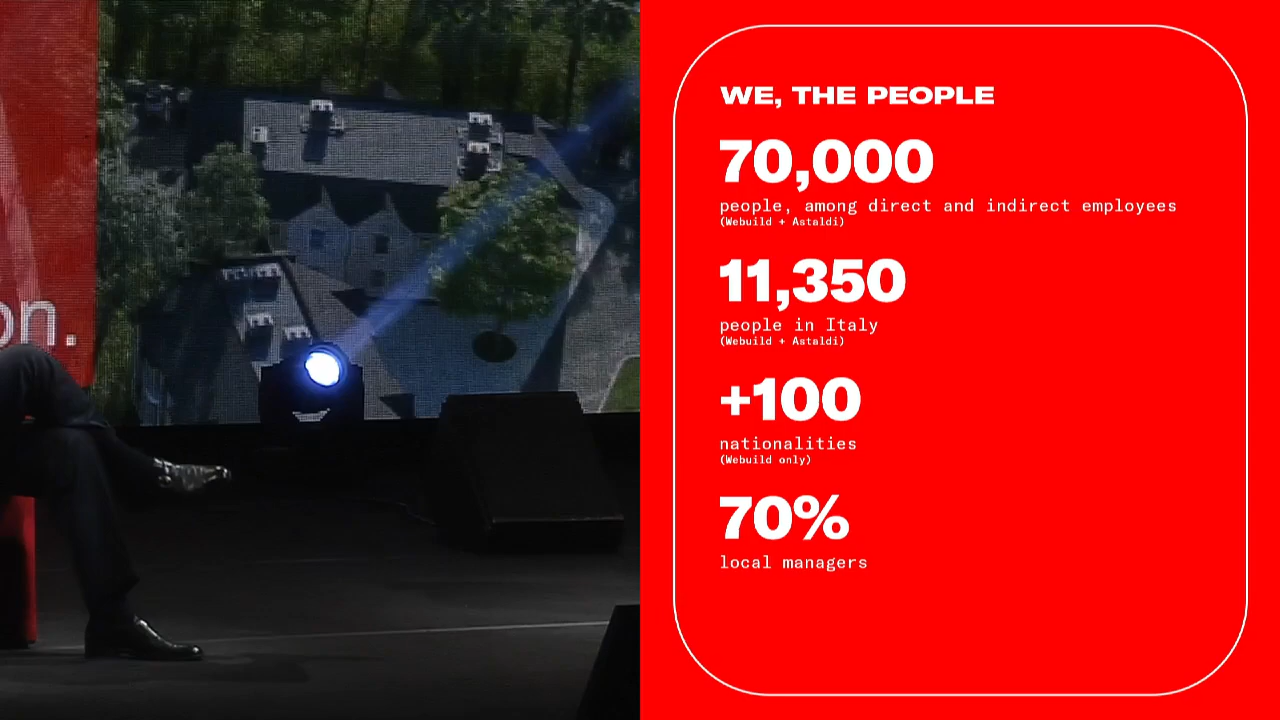 on.
WE, THE PEOPLE
70,000
people, among direct and indirect employees
(Webuild + Astaldi)
11,350
people in Italy
(Webuild + Astaldi)
+100
nationalities
(Webuild only)
70%
local managers